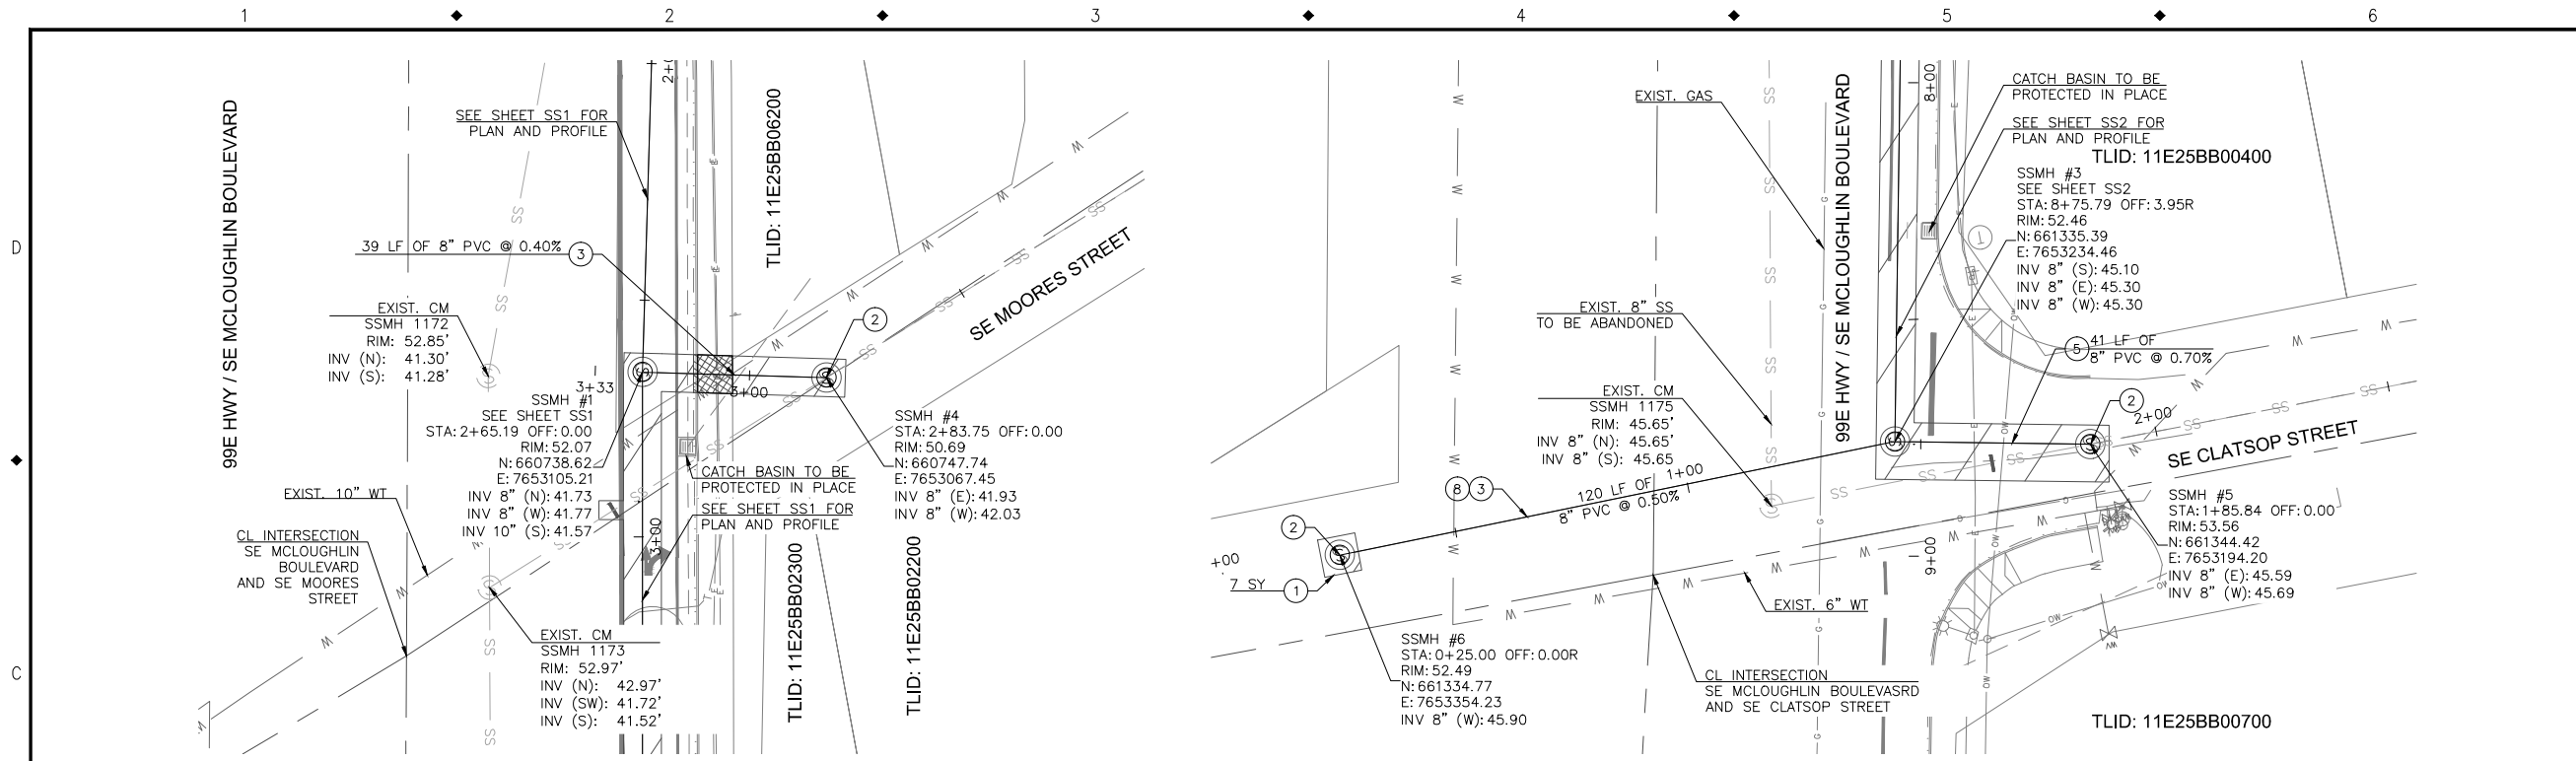 1
2
3
4
5
6
D
C
99E HWY / SE MCLOUGHLIN BOULEVARD
SEE SHEET SS1 FOR
PLAN AND PROFILE
2+0
TLID: 11E25BB06200
39 LF OF 8" PVC @ 0.40%
3
EXIST. CM
SSMH 1172
RIM: 52.85'
INV (N): 41.30'
INV (S): 41.28'
2
SE MOORES STREET
3+33
3+00
SSMH #1
SEE SHEET SS1
STA: 2+65.19 OFF: 0.00
RIM: 52.07
N: 660738.62
E: 7653105.21
INV 8" (N): 41.73
INV 8" (W): 41.77
INV 10" (S): 41.57
SSMH #4
STA: 2+83.75 OFF: 0.00
RIM: 50.69
N: 660747.74
E: 7653067.45
INV 8" (E): 41.93
INV 8" (W): 42.03
CATCH BASIN TO BE
PROTECTED IN PLACE
SEE SHEET SS1 FOR
PLAN AND PROFILE
EXIST. 10" WT
3+00
CL INTERSECTION
SE MCLOUGHLIN
BOULEVARD
AND SE MOORES
STREET
EXIST. CM
SSMH 1173
RIM: 52.97'
INV (N): 42.97'
INV (SW): 41.72'
INV (S): 41.52'
TLID: 11E25BB02300
TLID: 11E25BB02200
EXIST. GAS
99E HWY / SE MCLOUGHLIN BOULEVARD
8+00
CATCH BASIN TO BE
PROTECTED IN PLACE
SEE SHEET SS2 FOR
PLAN AND PROFILE
TLID: 11E25BB00400
SSMH #3
SEE SHEET SS2
STA: 8+75.79 OFF: 3.95R
RIM: 52.46
N: 661335.39
E: 7653234.46
INV 8" (S): 45.10
INV 8" (E): 45.30
INV 8" (W): 45.30
EXIST. 8" SS
TO BE ABANDONED
5
41 LF OF
8" PVC @ 0.70%
EXIST. CM
SSMH 1175
RIM: 45.65'
INV 8" (N): 45.65'
INV 8" (S): 45.65
2
2+00
SE CLATSOP STREET
8
3
120 LF OF
8" PVC @ 0.50%
1+00
2
+00
7 SY
1
9+00
SSMH #5
STA: 1+85.84 OFF: 0.00
RIM: 53.56
N: 661344.42
E: 7653194.20
INV 8" (E): 45.59
INV 8" (W): 45.69
EXIST. 6" WT
SSMH #6
STA: 0+25.00 OFF: 0.00R
RIM: 52.49
N: 661334.77
E: 7653354.23
INV 8" (W): 45.90
CL INTERSECTION
SE MCLOUGHLIN BOULEVASRD
AND SE CLATSOP STREET
TLID: 11E25BB00700